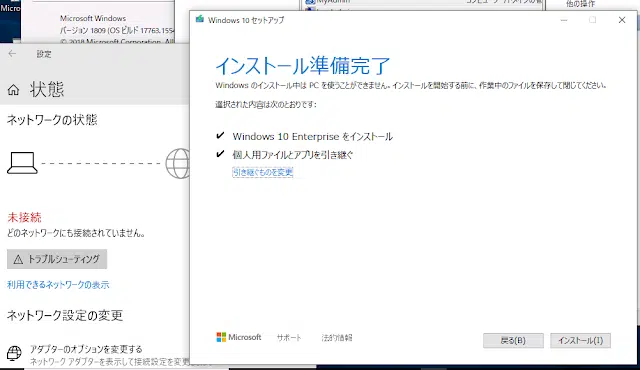 Microsoft Windows
バージョン 1809 (OS ビルド 17763.1554
© 2018 Microsoft Corporation. All
← 設定
状態
ネットワークの状態
未接続
どのネットワークにも接続されていません。
トラブルシューティング
利用できるネットワークの表示
ネットワーク設定の変更
アダプターのオプションを変更する
ネットワーク アダプターを表示して接続設定を変更
MyAdmin
他の操作
Windows 10 セットアップ
インストール準備完了
Windows のインストール中は PC を使うことができません。インストールを開始する前に、作業中のファイルを保存して閉じてください。
選択された内容は次のとおりです:
✔ Windows 10 Enterprise をインストール
✔ 個人用ファイルとアプリを引き継ぐ
引き継ぐものを変更
Microsoft サポート 法的情報
戻る(B) インストール(I)